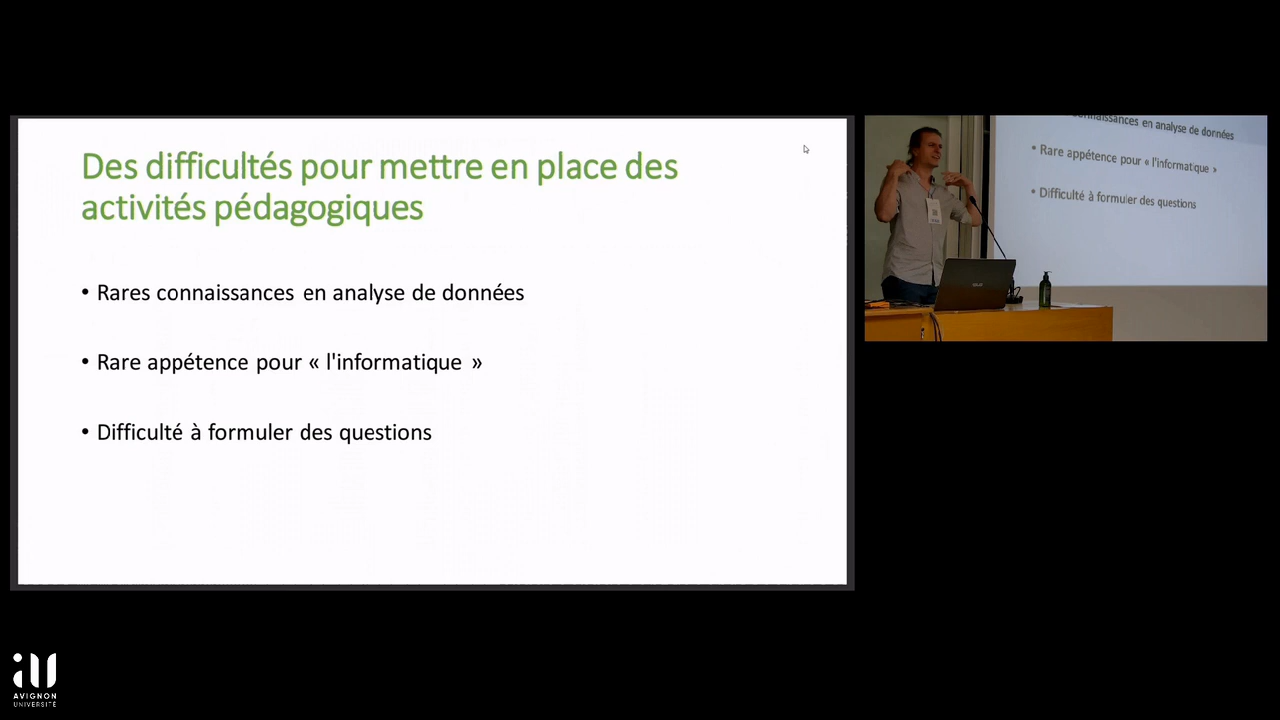 Des difficultés pour mettre en place des
activités pédagogiques
• Rares connaissances en analyse de données
• Rare appétence pour « l'informatique »
• Difficulté à formuler des questions
connaissances en analyse de données
• Rare appétence pour « l'informatique »
• Difficulté à formuler des questions
ASUS
AVIGNON
UNIVERSITÉ